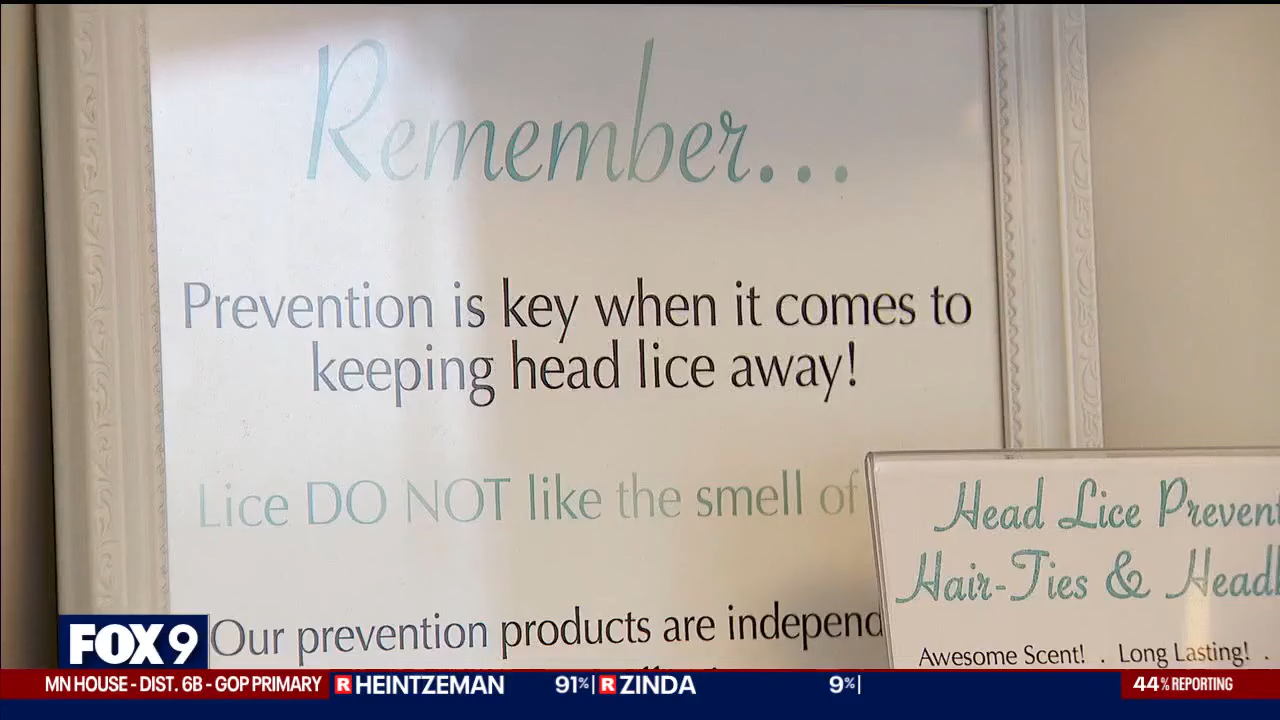 Remember...
Prevention is key when it comes to
keeping head lice away!
Lice DO NOT like the smell of
Our prevention products are independ
Head Lice Prevent
Hair-Ties & Head
Awesome Scent! . Long Lasting! .
FOX 9
MN HOUSE - DIST. 6B - GOP PRIMARY R HEINTZEMAN 91% R ZINDA 9% 44% REPORTING